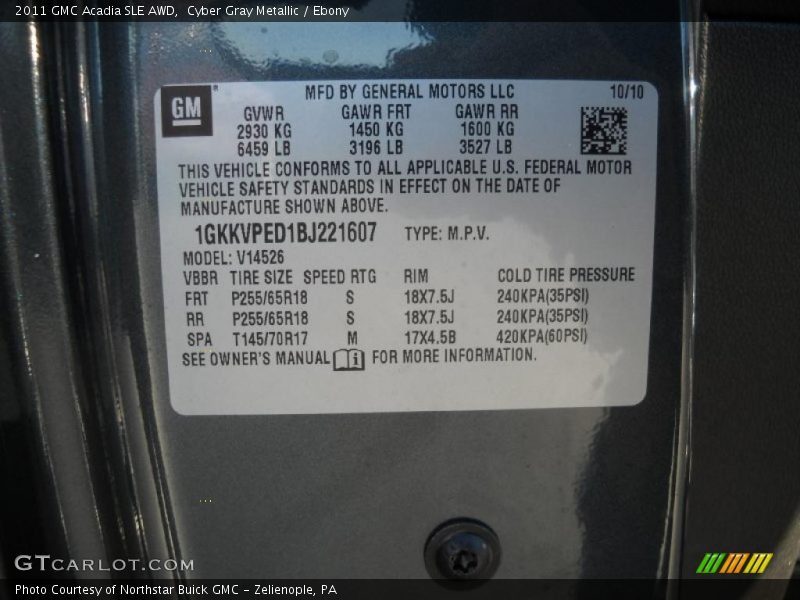 2011 GMC Acadia SLE AWD, Cyber Gray Metallic / Ebony
GM
MFD BY GENERAL MOTORS LLC 10/10
GVWR GAWR FRT GAWR RR
2930 KG 1450 KG 1600 KG
6459 LB 3196 LB 3527 LB
THIS VEHICLE CONFORMS TO ALL APPLICABLE U.S. FEDERAL MOTOR
VEHICLE SAFETY STANDARDS IN EFFECT ON THE DATE OF
MANUFACTURE SHOWN ABOVE.
1GKKVPED1BJ221607 TYPE: M.P.V.
MODEL: V14526
VBBR TIRE SIZE SPEED RTG RIM COLD TIRE PRESSURE
FRT P255/65R18 S 18X7.5J 240KPA(35PSI)
RR P255/65R18 S 18X7.5J 240KPA(35PSI)
SPA T145/70R17 M 17X4.5B 420KPA(60PSI)
SEE OWNER'S MANUAL FOR MORE INFORMATION.
GTCARLOT.COM
Photo Courtesy of Northstar Buick GMC - Zelienople, PA